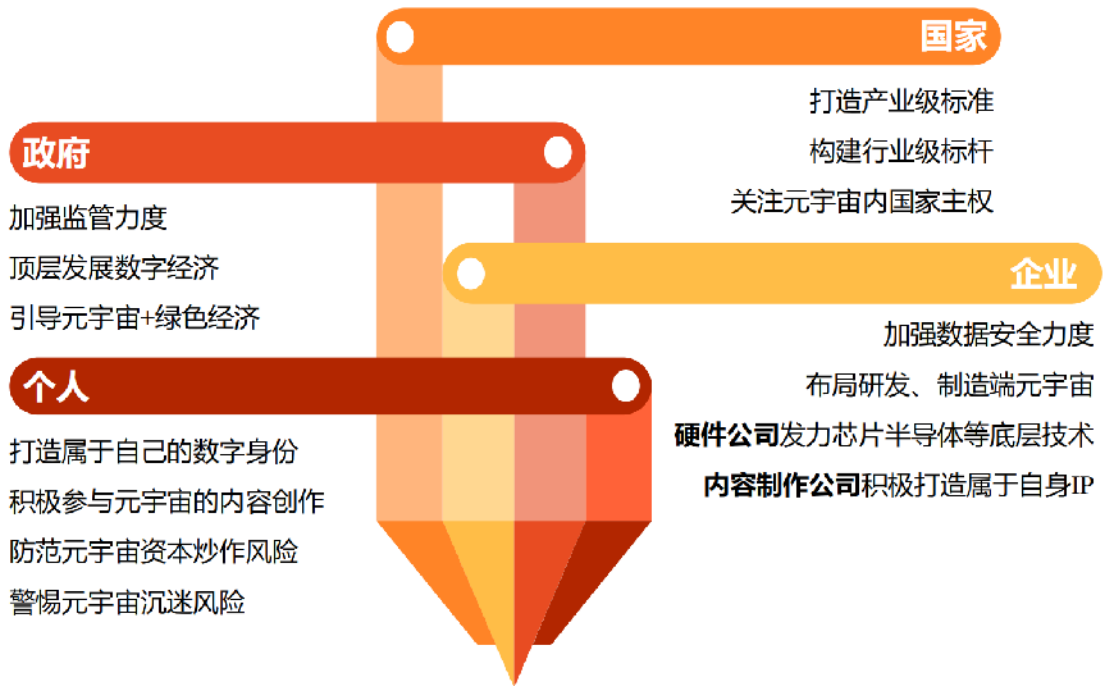 国家
打造产业级标准
构建行业级标杆
关注元宇宙内国家主权
政府
加强监管力度
顶层发展数字经济
引导元宇宙+绿色经济
企业
加强数据安全力度
布局研发、制造端元宇宙
硬件公司发力芯片半导体等底层技术
内容制作公司积极打造属于自身IP
个人
打造属于自己的数字身份
积极参与元宇宙的内容创作
防范元宇宙资本炒作风险
警惕元宇宙沉迷风险